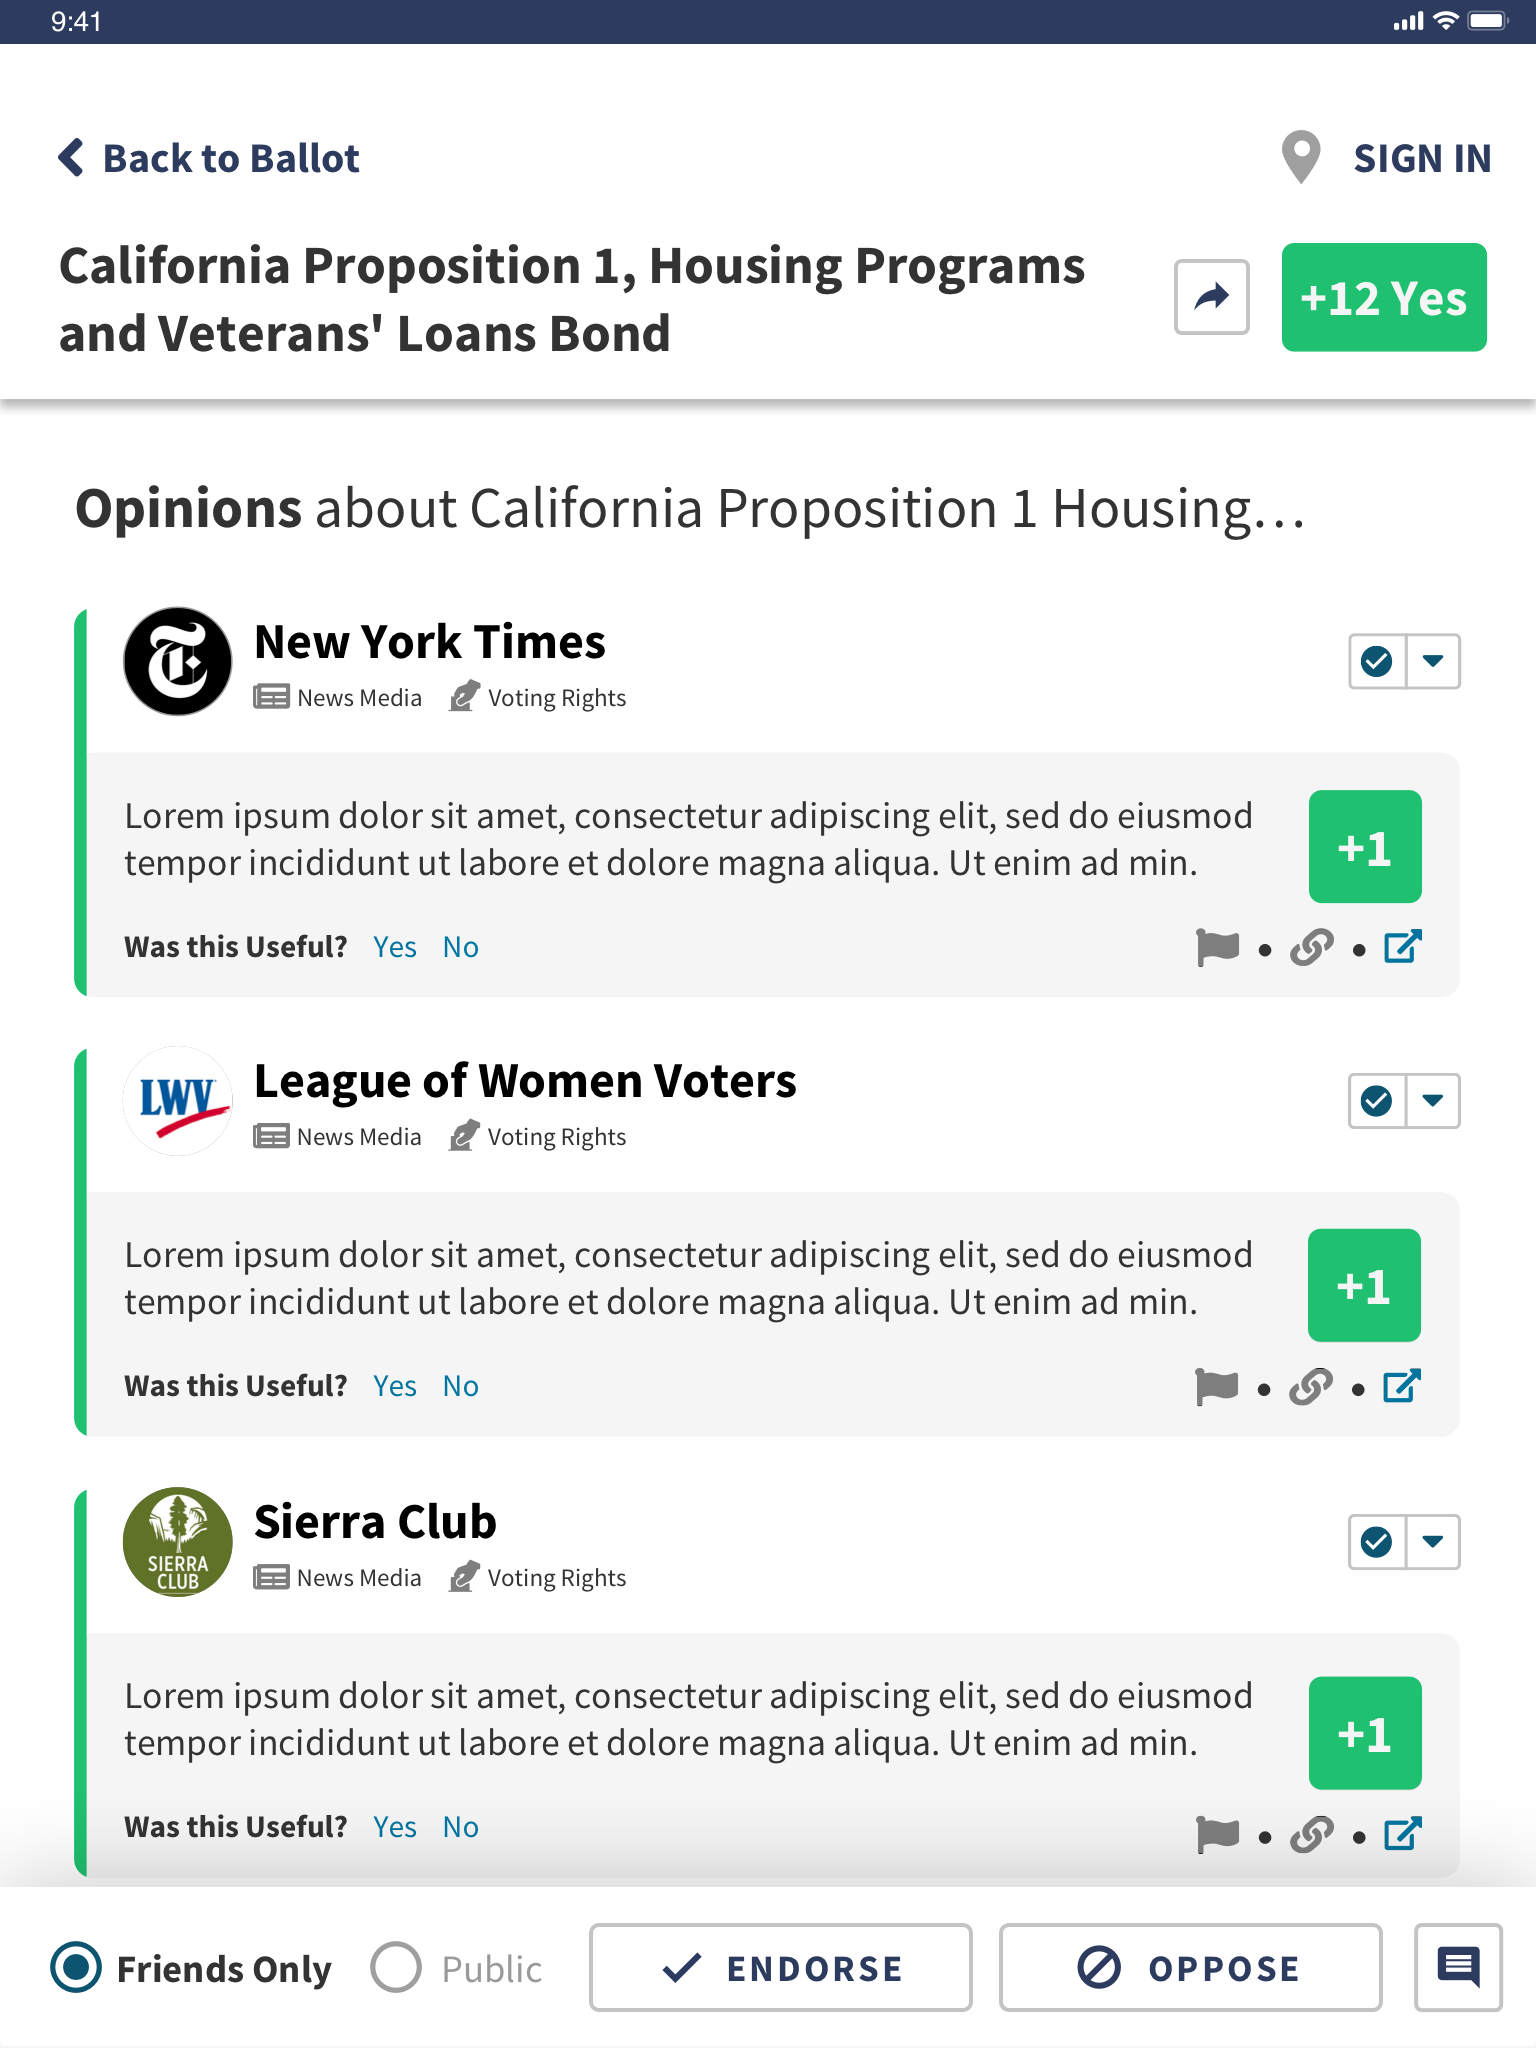 9:41
Back to Ballot
SIGN IN
California Proposition 1, Housing Programs
and Veterans' Loans Bond
+12 Yes
Opinions about California Proposition 1 Housing…
New York Times
News Media Voting Rights
Lorem ipsum dolor sit amet, consectetur adipiscing elit, sed do eiusmod
tempor incididunt ut labore et dolore magna aliqua. Ut enim ad min.
+1
Was this Useful? Yes No
LWV
League of Women Voters
News Media Voting Rights
Lorem ipsum dolor sit amet, consectetur adipiscing elit, sed do eiusmod
tempor incididunt ut labore et dolore magna aliqua. Ut enim ad min.
+1
Was this Useful? Yes No
SIERRA
CLUB
Sierra Club
News Media Voting Rights
Lorem ipsum dolor sit amet, consectetur adipiscing elit, sed do eiusmod
tempor incididunt ut labore et dolore magna aliqua. Ut enim ad min.
+1
Was this Useful? Yes No
Friends Only
Public
ENDORSE
OPPOSE